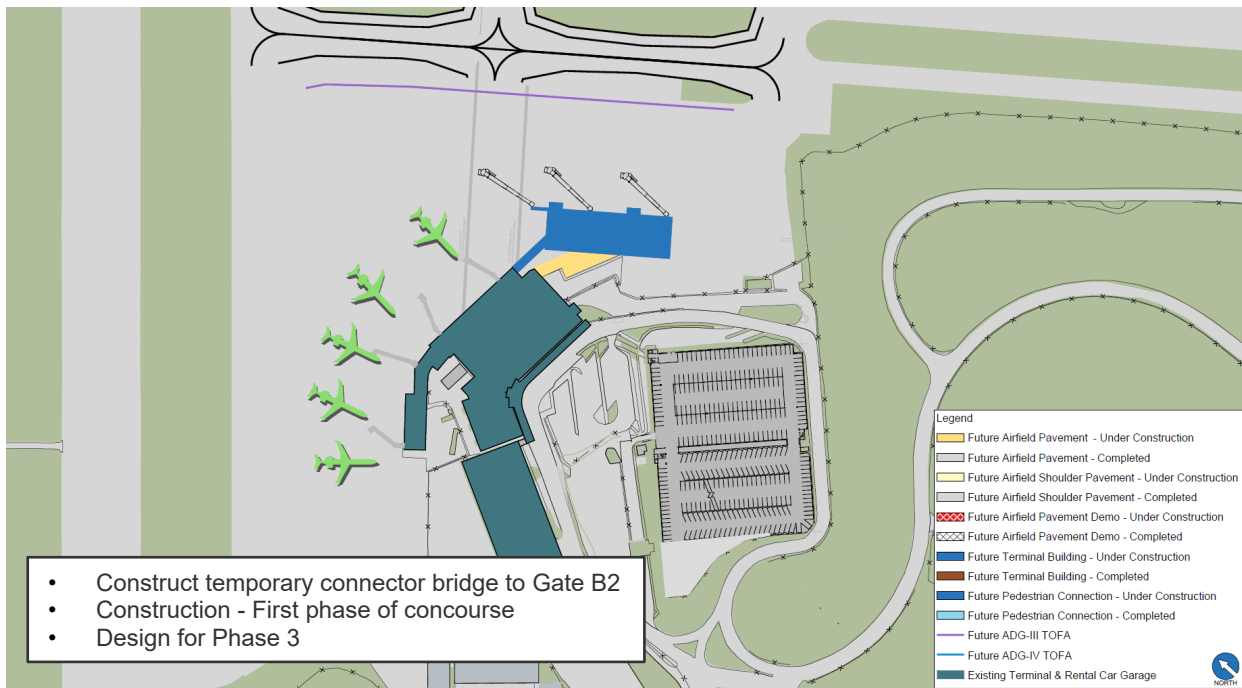 Legend
Future Airfield Pavement - Under Construction
Future Airfield Pavement - Completed
Future Airfield Shoulder Pavement - Under Construction
Future Airfield Shoulder Pavement - Completed
Future Airfield Pavement Demo - Under Construction
Future Airfield Pavement Demo - Completed
Future Terminal Building - Under Construction
Future Terminal Building - Completed
Future Pedestrian Connection - Under Construction
Future Pedestrian Connection - Completed
Future ADG-III TOFA
Future ADG-IV TOFA
Existing Terminal & Rental Car Garage
NORTH
• Construct temporary connector bridge to Gate B2
• Construction - First phase of concourse
• Design for Phase 3